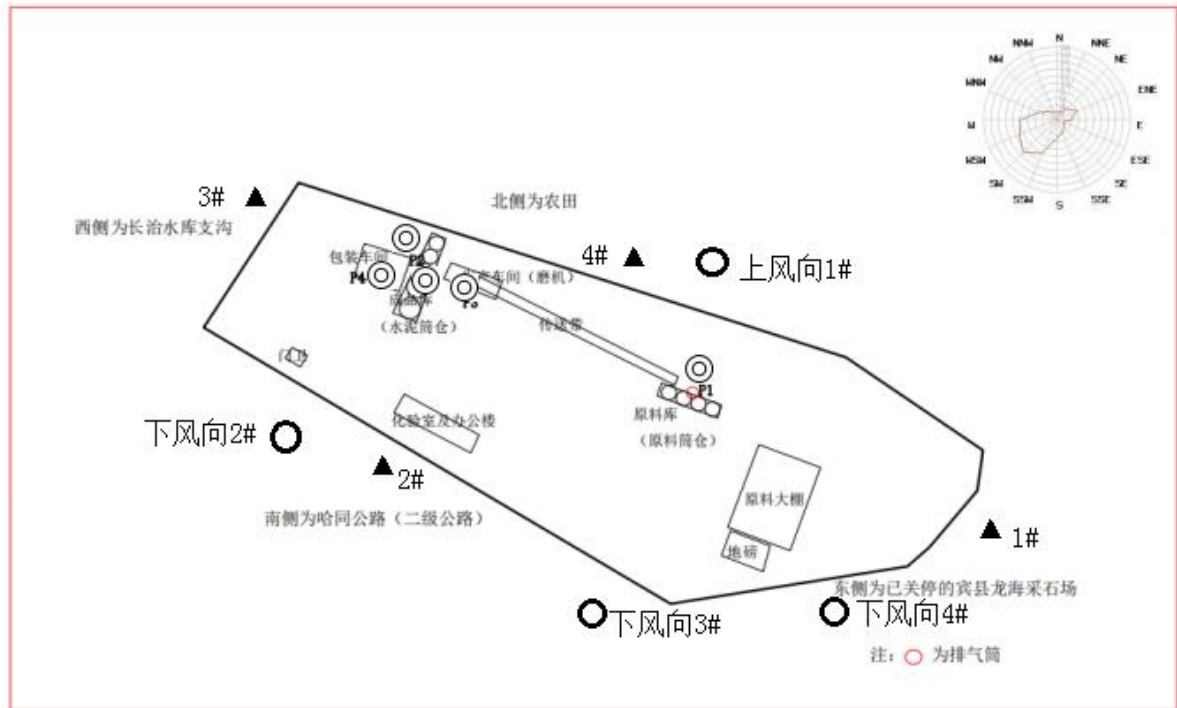 N
NNW
NNE
NW
NE
WNW
ENE
W
E
WSW
ESE
SW
SE
SSW
SSE
S
3#
北侧为农田
西侧为长治水库支沟
4#
上风向1#
包装车间
P2
P4
生产车间（磨机）
成品库
（水泥筒仓）
传送带
P1
原料库
（原料筒仓）
化验室及办公楼
下风向2#
2#
原料大棚
南侧为哈同公路（二级公路）
地磅
1#
东侧为已关停的宾县龙海采石场
下风向3#
下风向4#
注：
为排气筒